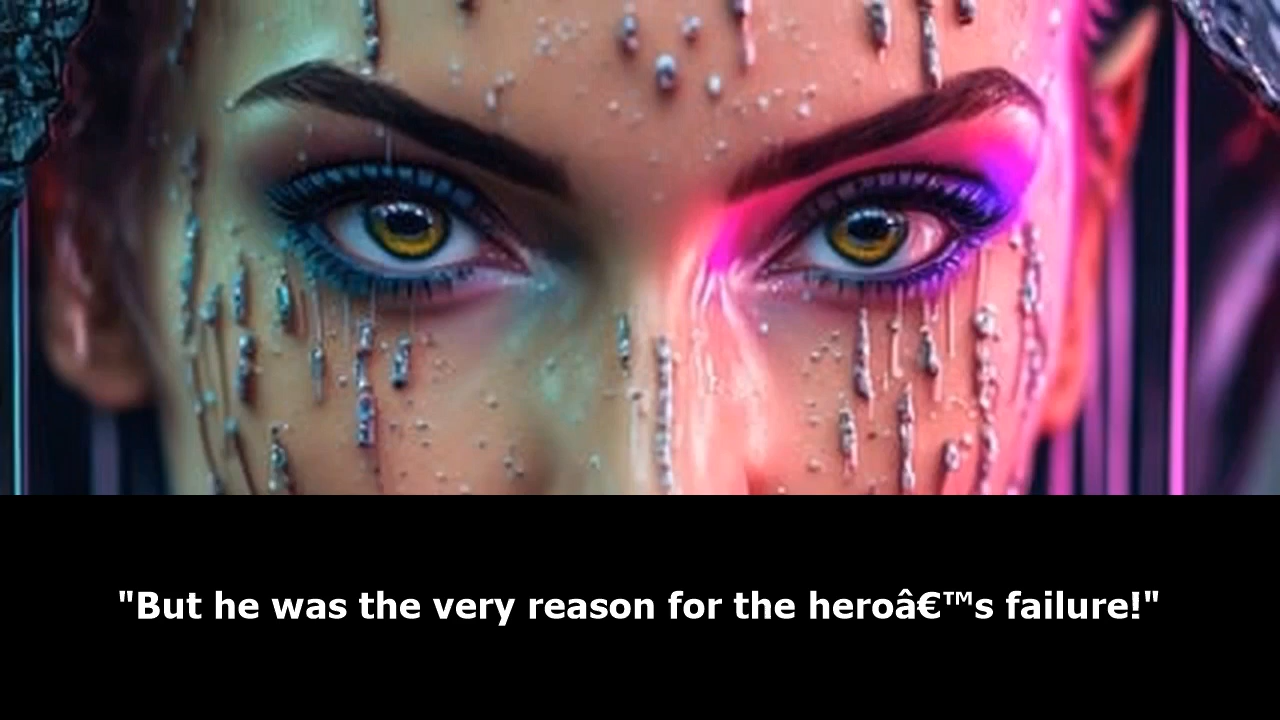 "But he was the very reason for the heroâ€™s failure!"